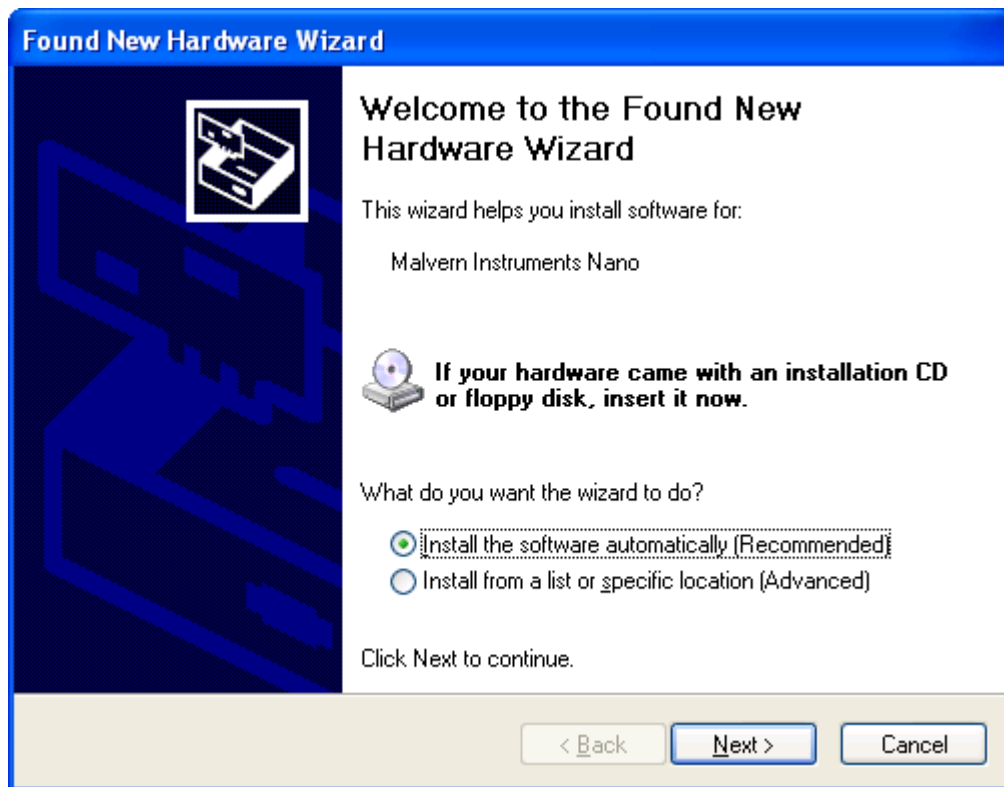 Found New Hardware Wizard
Welcome to the Found New
Hardware Wizard
This wizard helps you install software for:
Malvern Instruments Nano
If your hardware came with an installation CD
or floppy disk, insert it now.
What do you want the wizard to do?
Install the software automatically (Recommended)
Install from a list or specific location (Advanced)
Click Next to continue.
< Back
Next >
Cancel